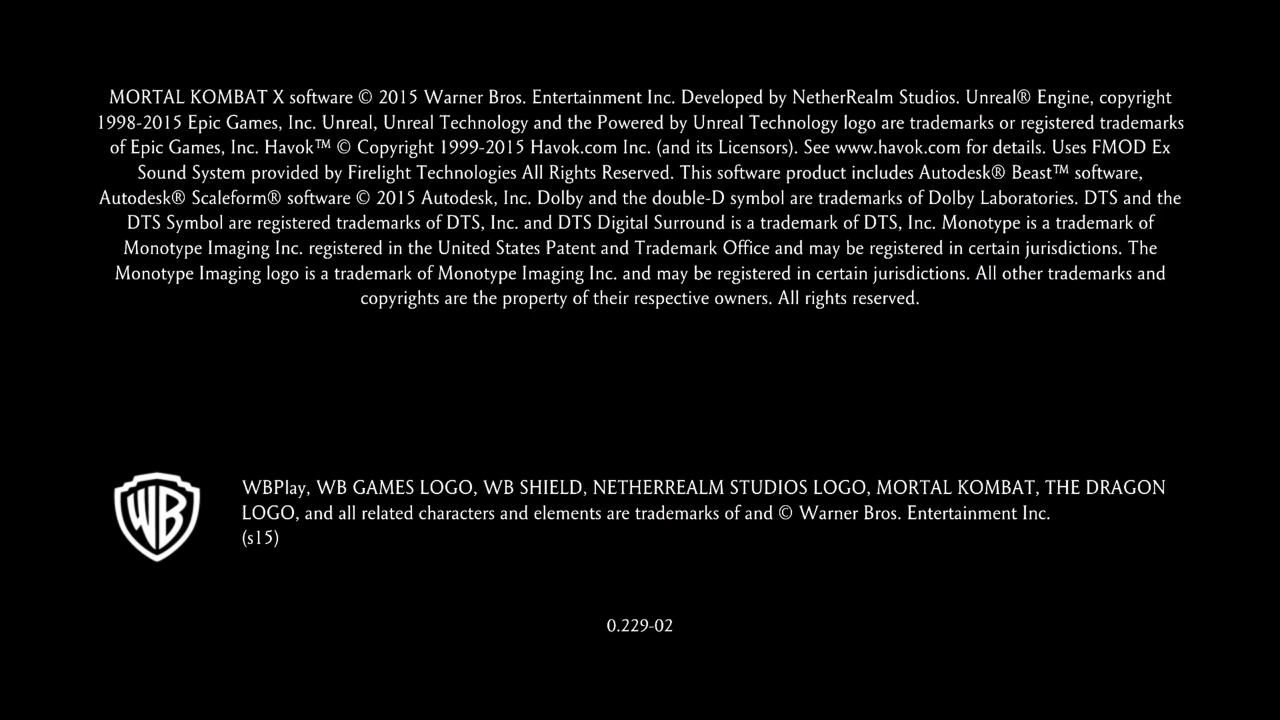 MORTAL KOMBAT X software © 2015 Warner Bros. Entertainment Inc. Developed by NetherRealm Studios. Unreal® Engine, copyright
1998-2015 Epic Games, Inc. Unreal, Unreal Technology and the Powered by Unreal Technology logo are trademarks or registered trademarks
of Epic Games, Inc. Havok™ © Copyright 1999-2015 Havok.com Inc. (and its Licensors). See www.havok.com for details. Uses FMOD Ex
Sound System provided by Firelight Technologies All Rights Reserved. This software product includes Autodesk® Beast™ software,
Autodesk® Scaleform® software © 2015 Autodesk, Inc. Dolby and the double-D symbol are trademarks of Dolby Laboratories. DTS and the
DTS Symbol are registered trademarks of DTS, Inc. and DTS Digital Surround is a trademark of DTS, Inc. Monotype is a trademark of
Monotype Imaging Inc. registered in the United States Patent and Trademark Office and may be registered in certain jurisdictions. The
Monotype Imaging logo is a trademark of Monotype Imaging Inc. and may be registered in certain jurisdictions. All other trademarks and
copyrights are the property of their respective owners. All rights reserved.
WB
WBPlay, WB GAMES LOGO, WB SHIELD, NETHERREALM STUDIOS LOGO, MORTAL KOMBAT, THE DRAGON
LOGO, and all related characters and elements are trademarks of and © Warner Bros. Entertainment Inc.
(s15)
0.229-02